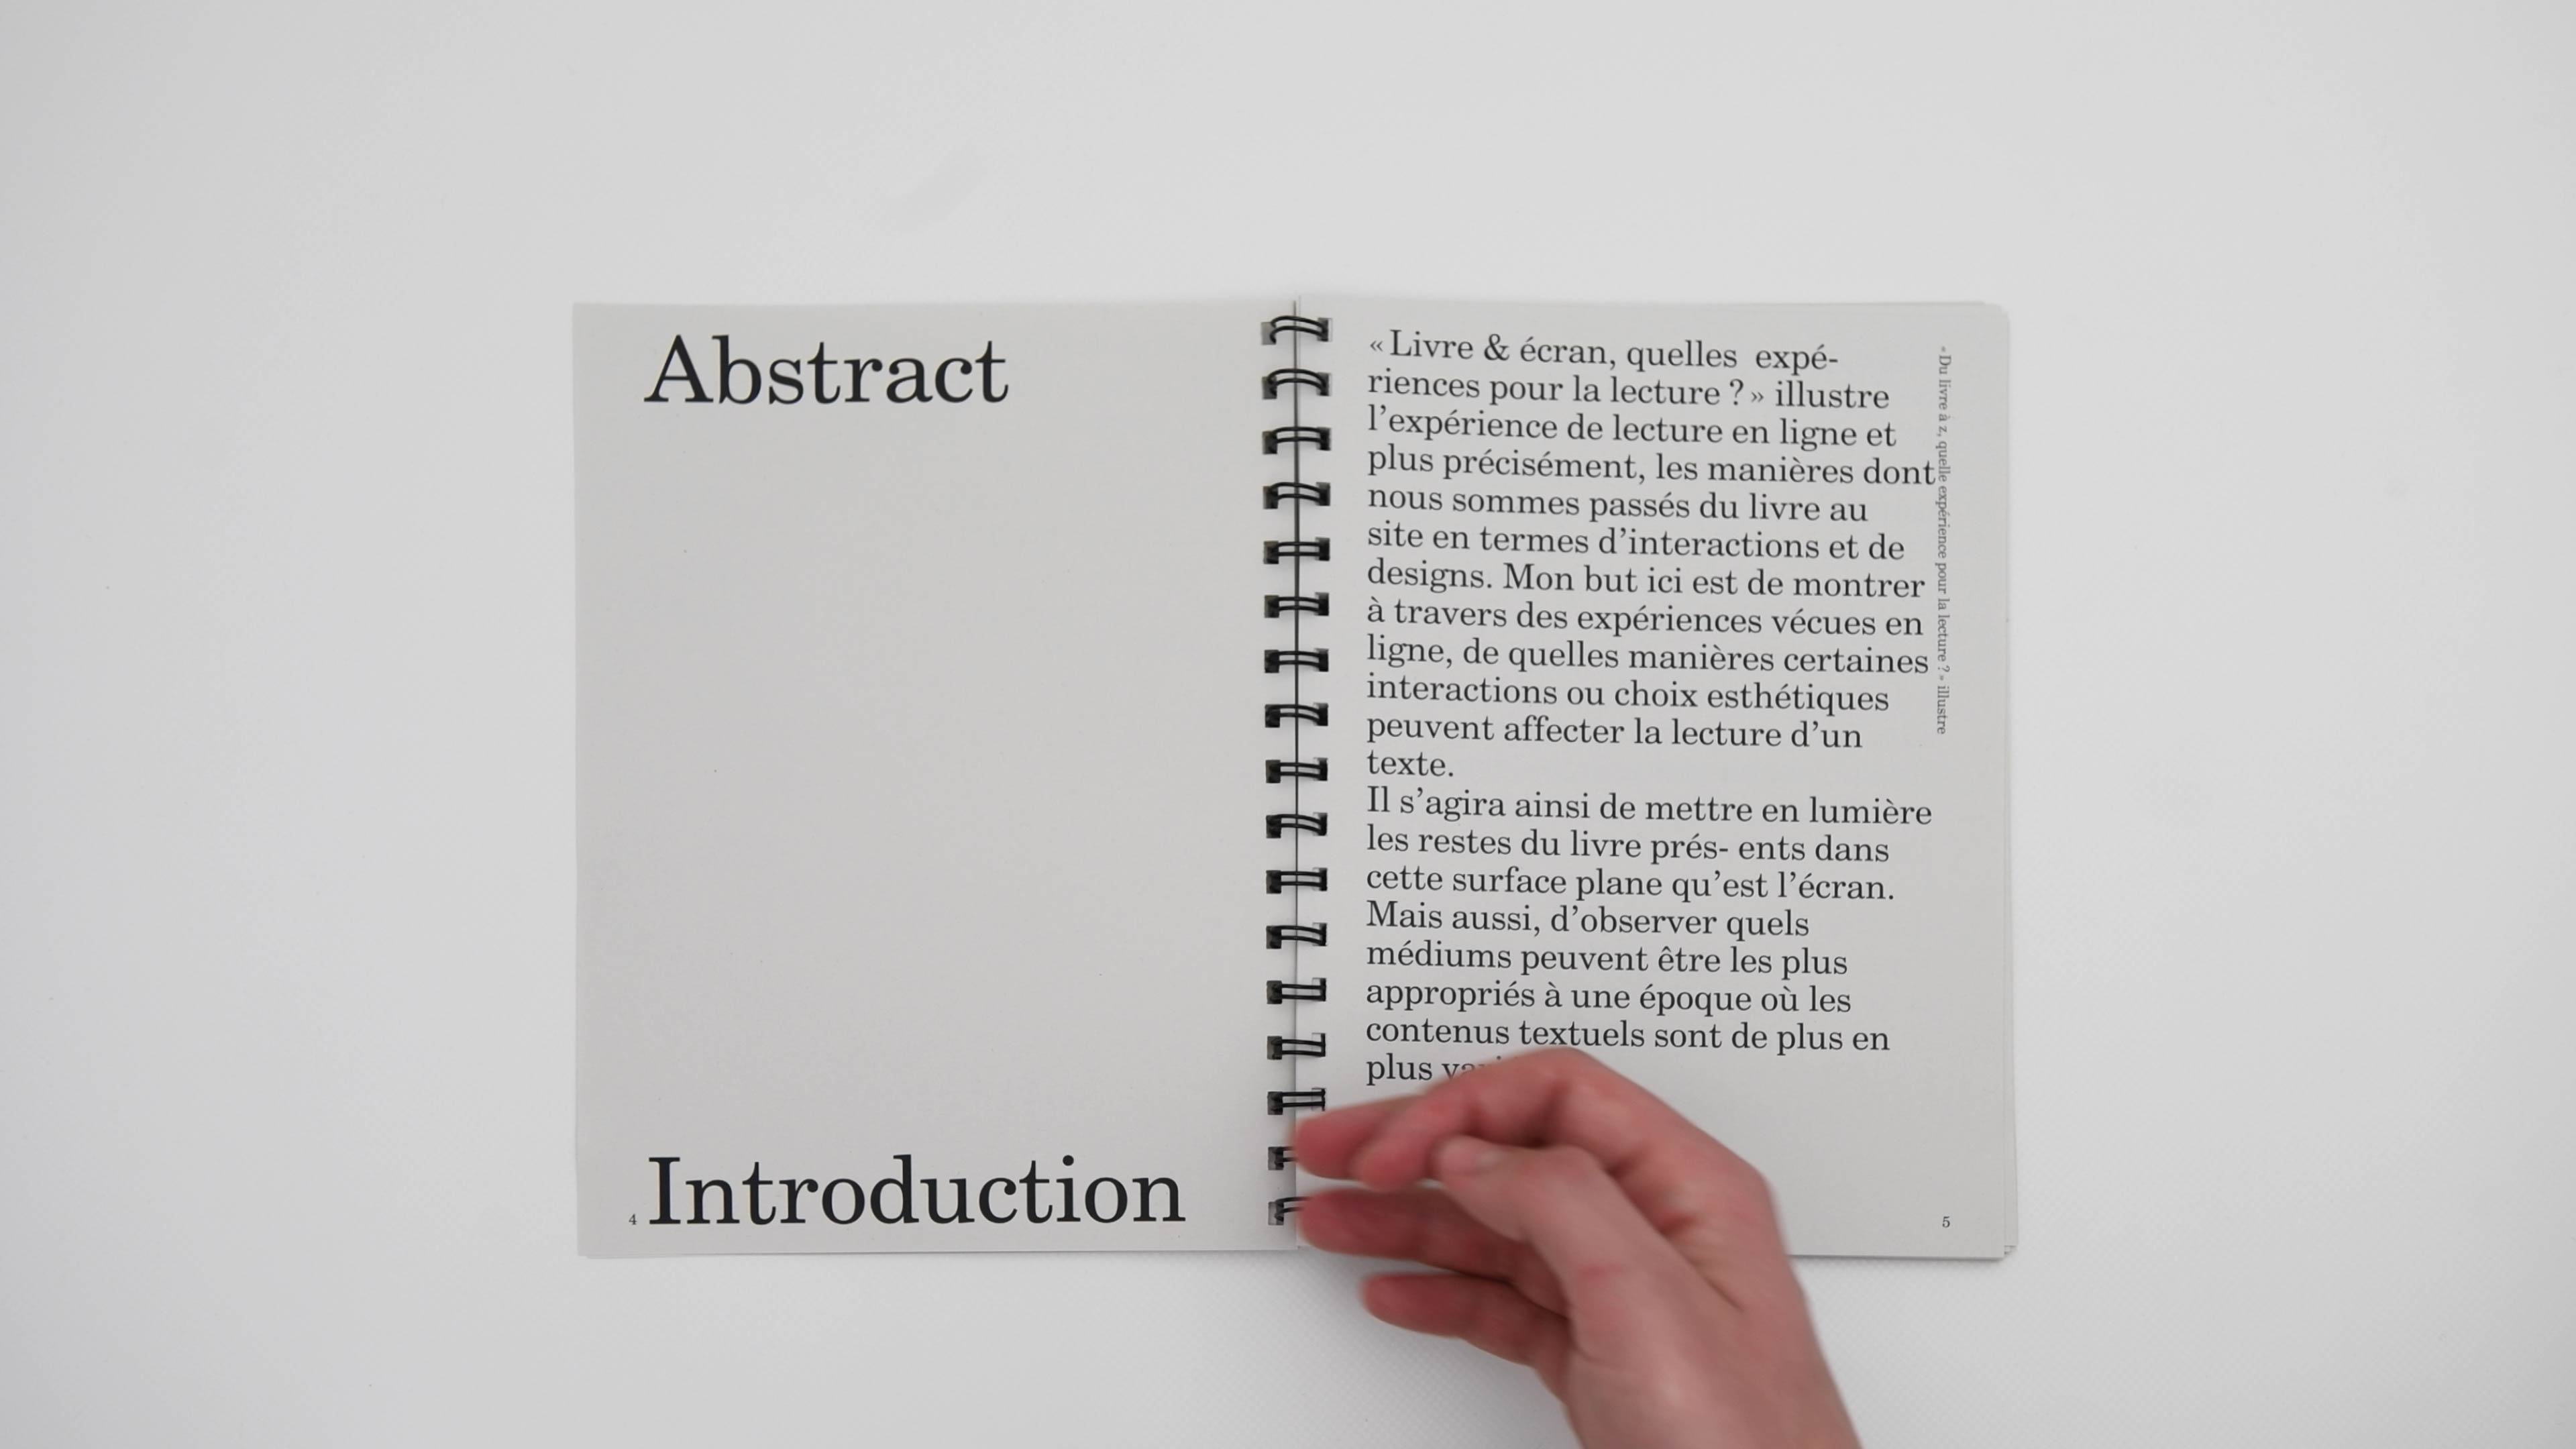 Abstract
Introduction
4
« Livre & écran, quelles expé-
riences pour la lecture ? » illustre
l’expérience de lecture en ligne et
plus précisément, les manières dont
nous sommes passés du livre au
site en termes d’interactions et de
designs. Mon but ici est de montrer
à travers des expériences vécues en
ligne, de quelles manières certaines
interactions ou choix esthétiques
peuvent affecter la lecture d’un
texte.
Il s’agira ainsi de mettre en lumière
les restes du livre prés- ents dans
cette surface plane qu’est l’écran.
Mais aussi, d’observer quels
médiums peuvent être les plus
appropriés à une époque où les
contenus textuels sont de plus en
plus
« Du livre à z, quelle expérience pour la lecture ? » illustre
5